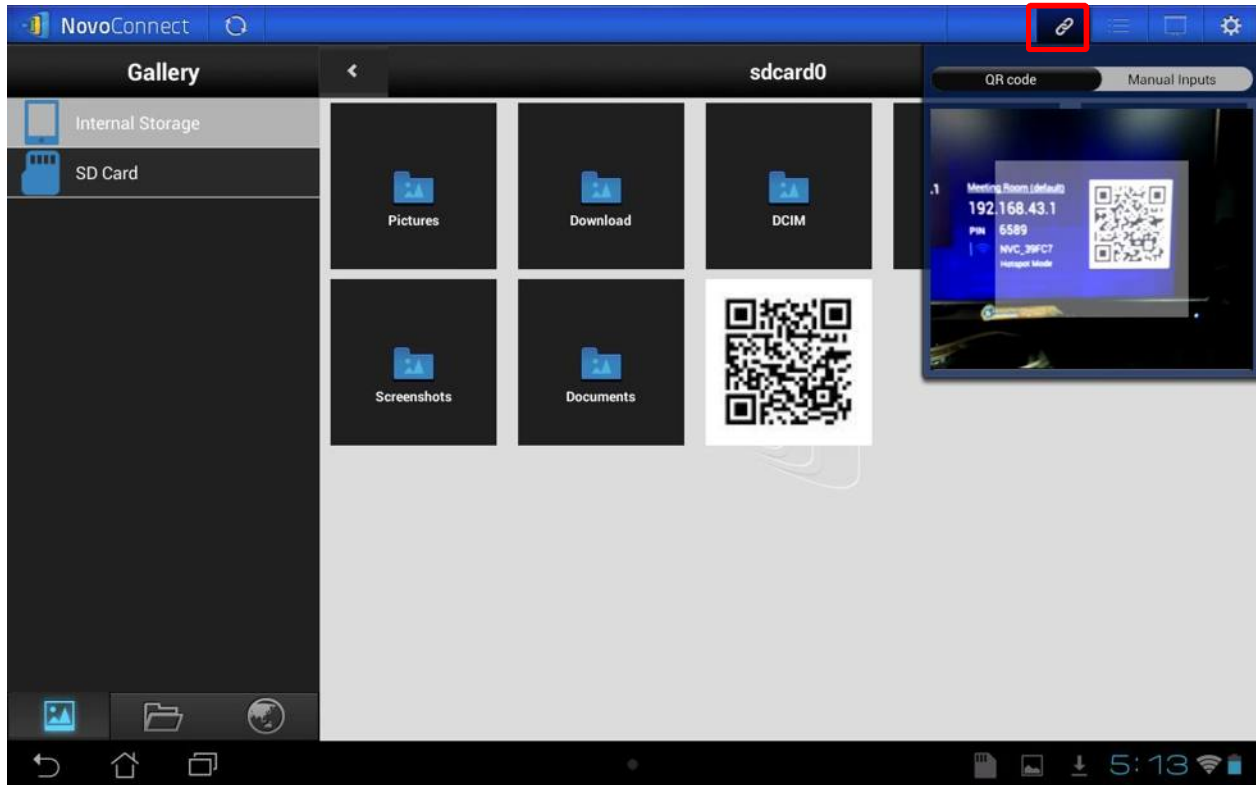 NovoConnect
Gallery
sdcard0
QR code
Manual Inputs
Internal Storage
SD Card
Pictures
Download
DCIM
Screenshots
Documents
.1
Meeting Room (default)
192.168.43.1
PIN 6589
NVC_39FC7
Hotspot Mode
5:13